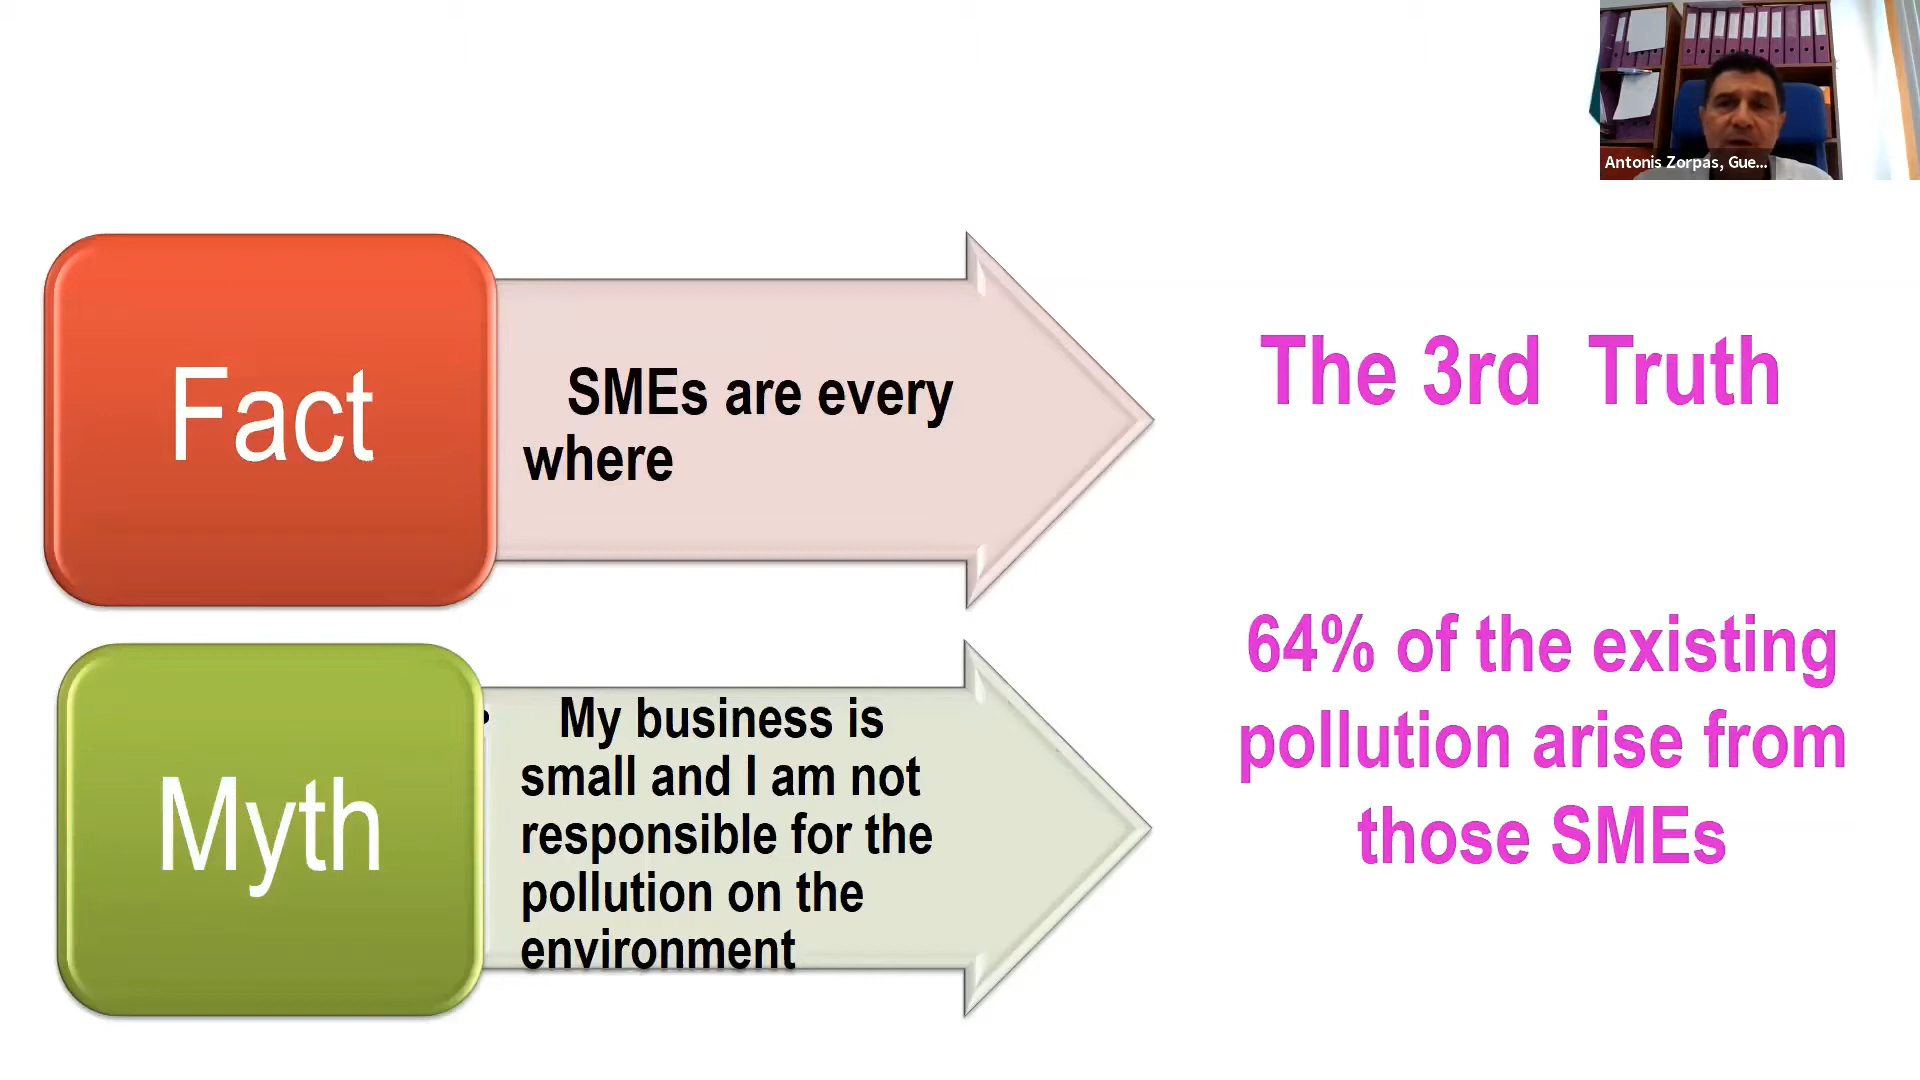 Antonis Zorpas, Gue...
Fact
SMEs are every
where
The 3rd Truth
Myth
• My business is
small and I am not
responsible for the
pollution on the
environment
64% of the existing
pollution arise from
those SMEs